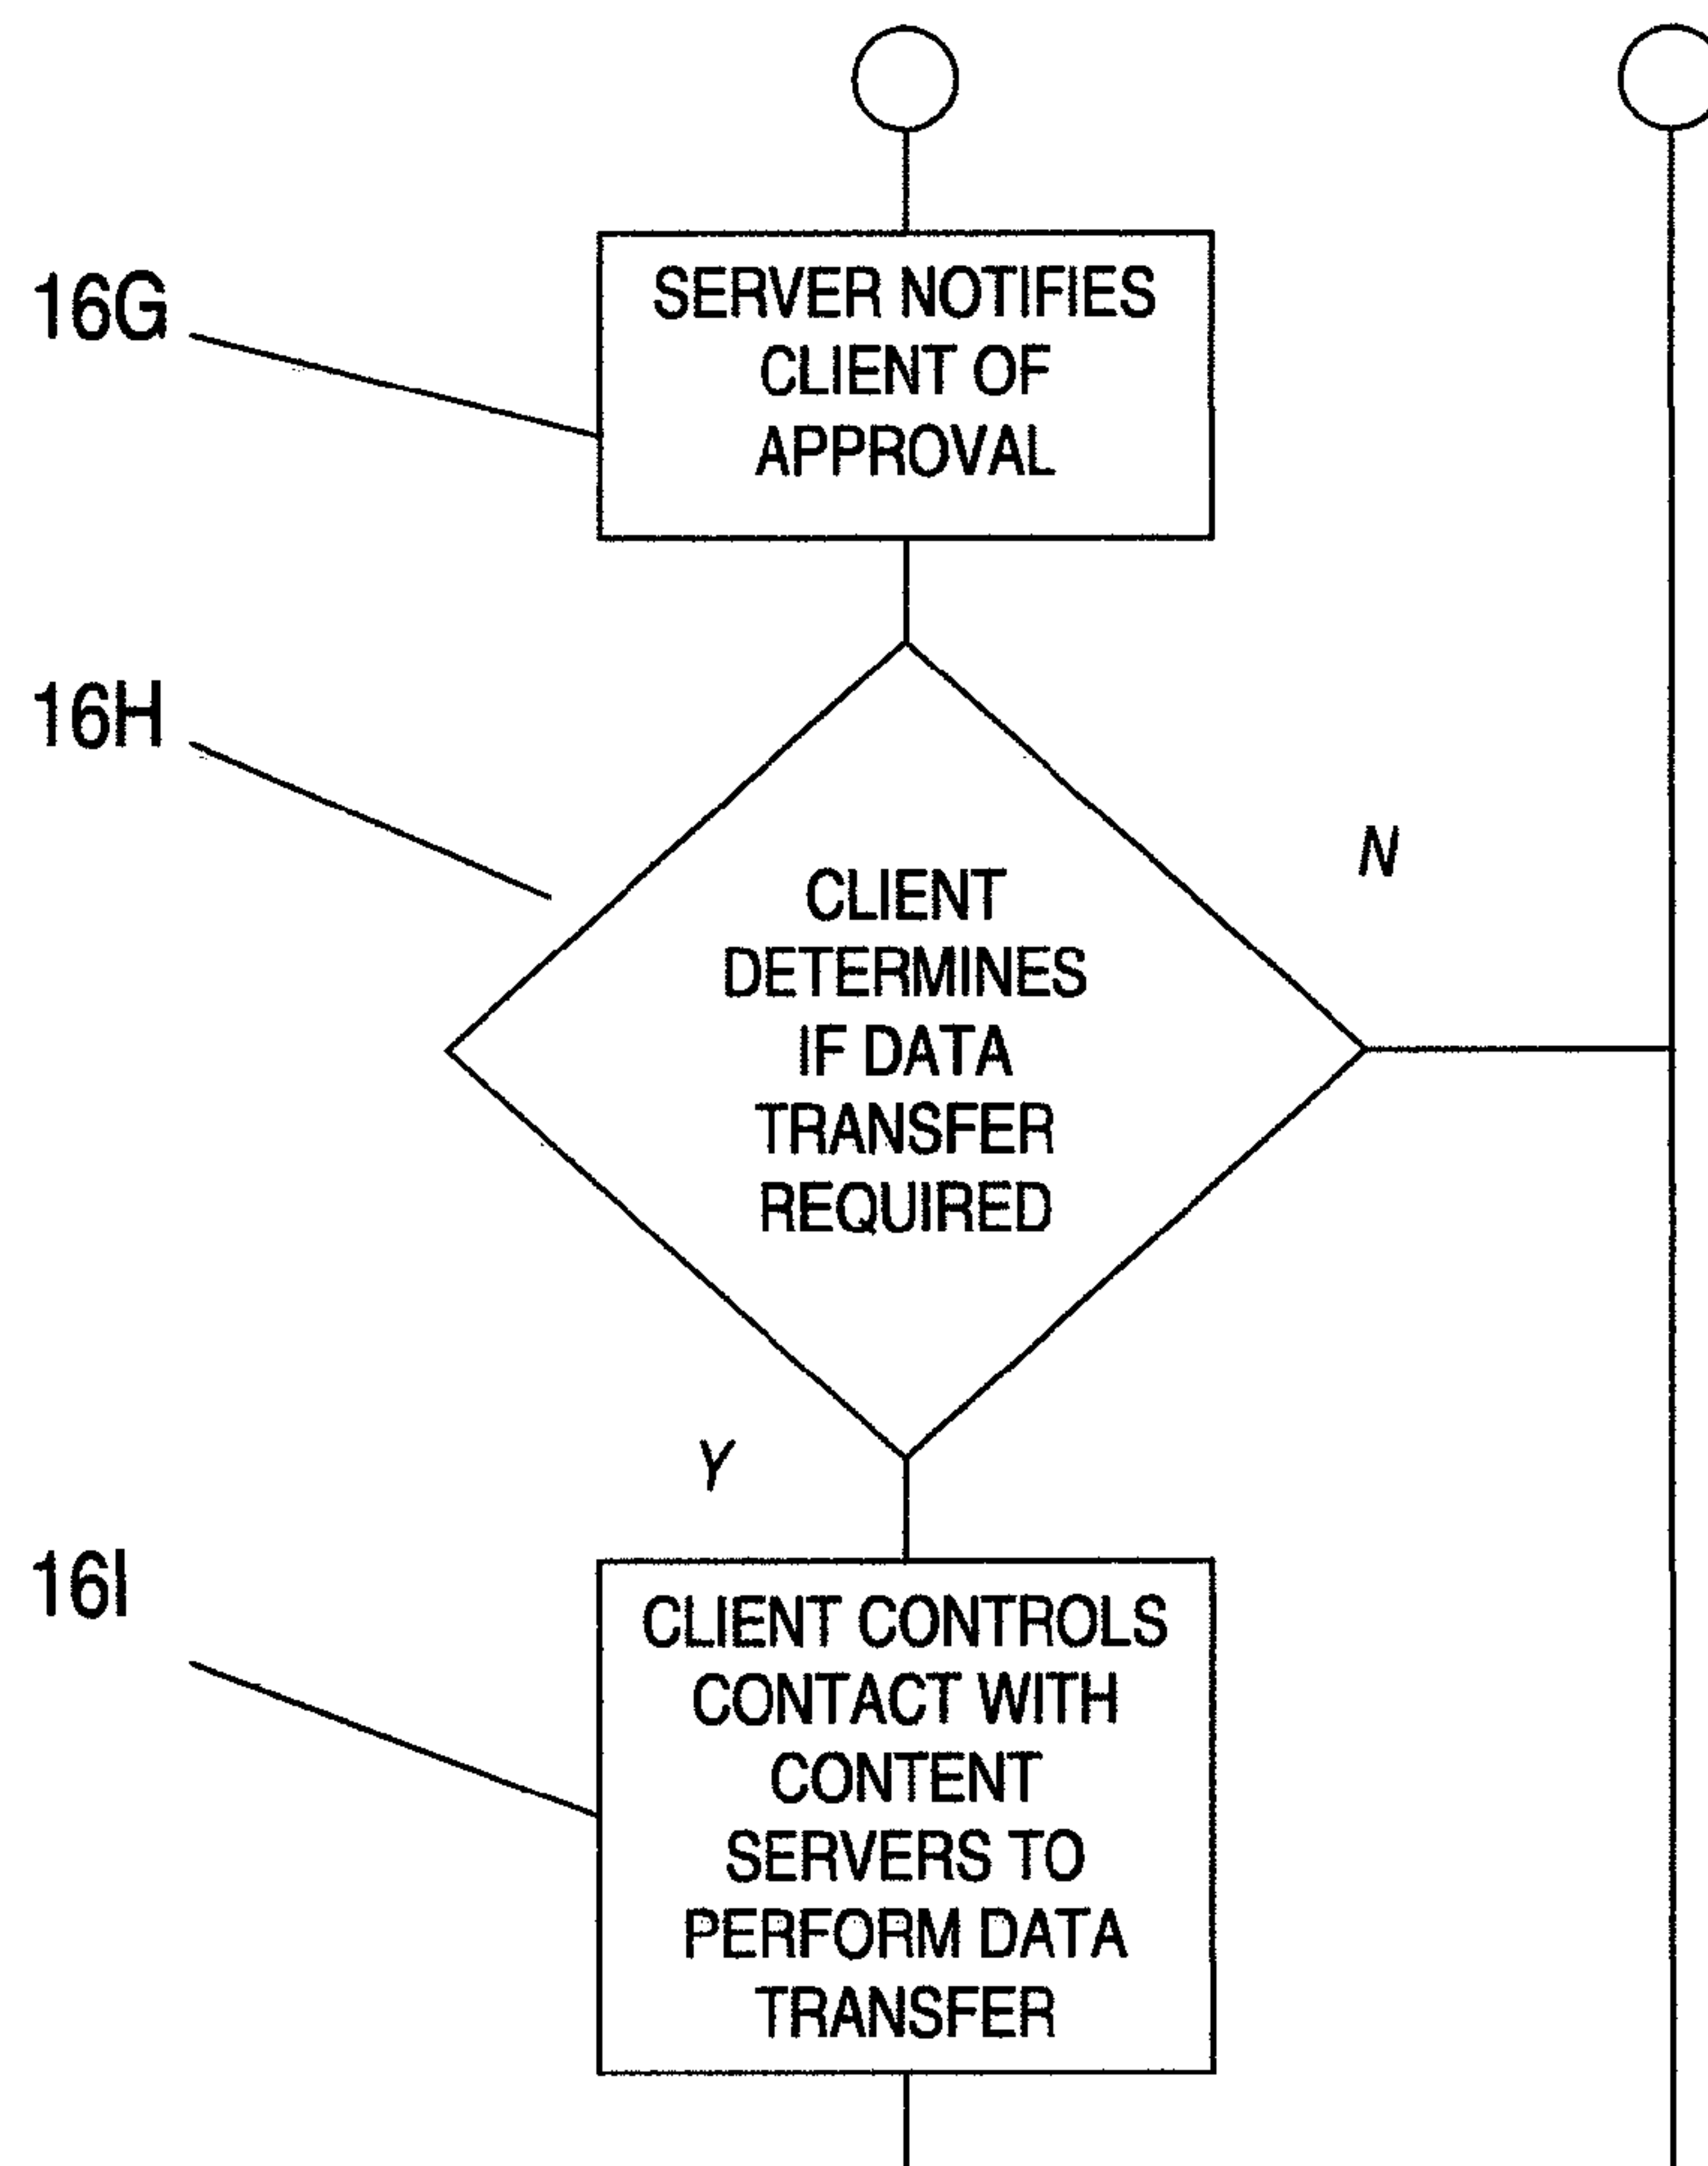 16G
SERVER NOTIFIES
CLIENT OF
APPROVAL
16H
CLIENT
DETERMINES
IF DATA
TRANSFER
REQUIRED
N
Y
16I
CLIENT CONTROLS
CONTACT WITH
CONTENT
SERVERS TO
PERFORM DATA
TRANSFER